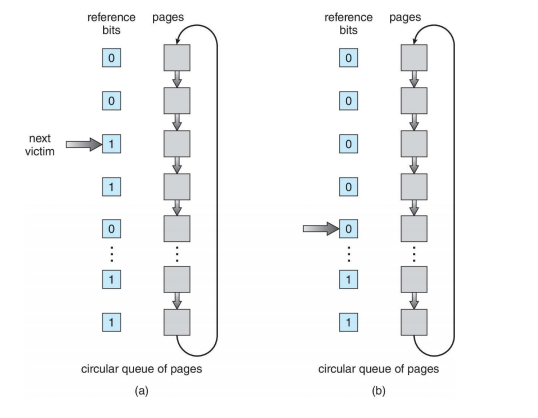 reference bits pages
0
0
next victim
1
1
0
1
1
circular queue of pages
(a)
reference bits pages
0
0
0
0
0
1
1
circular queue of pages
(b)